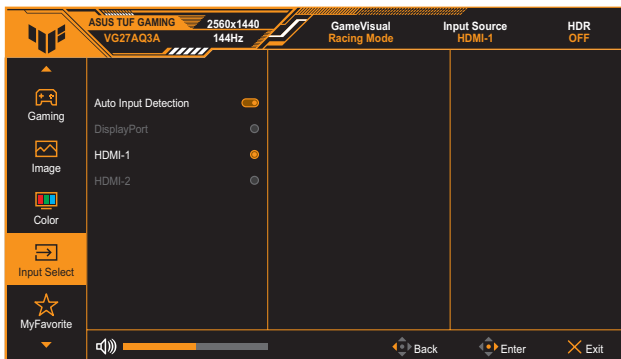 ASUS TUF GAMING
VG27AQ3A
2560x1440
144Hz
GameVisual
Racing Mode
Input Source
HDMI-1
HDR
OFF
Gaming
Image
Color
Input Select
MyFavorite
Auto Input Detection
DisplayPort
HDMI-1
HDMI-2
Back
Enter
Exit